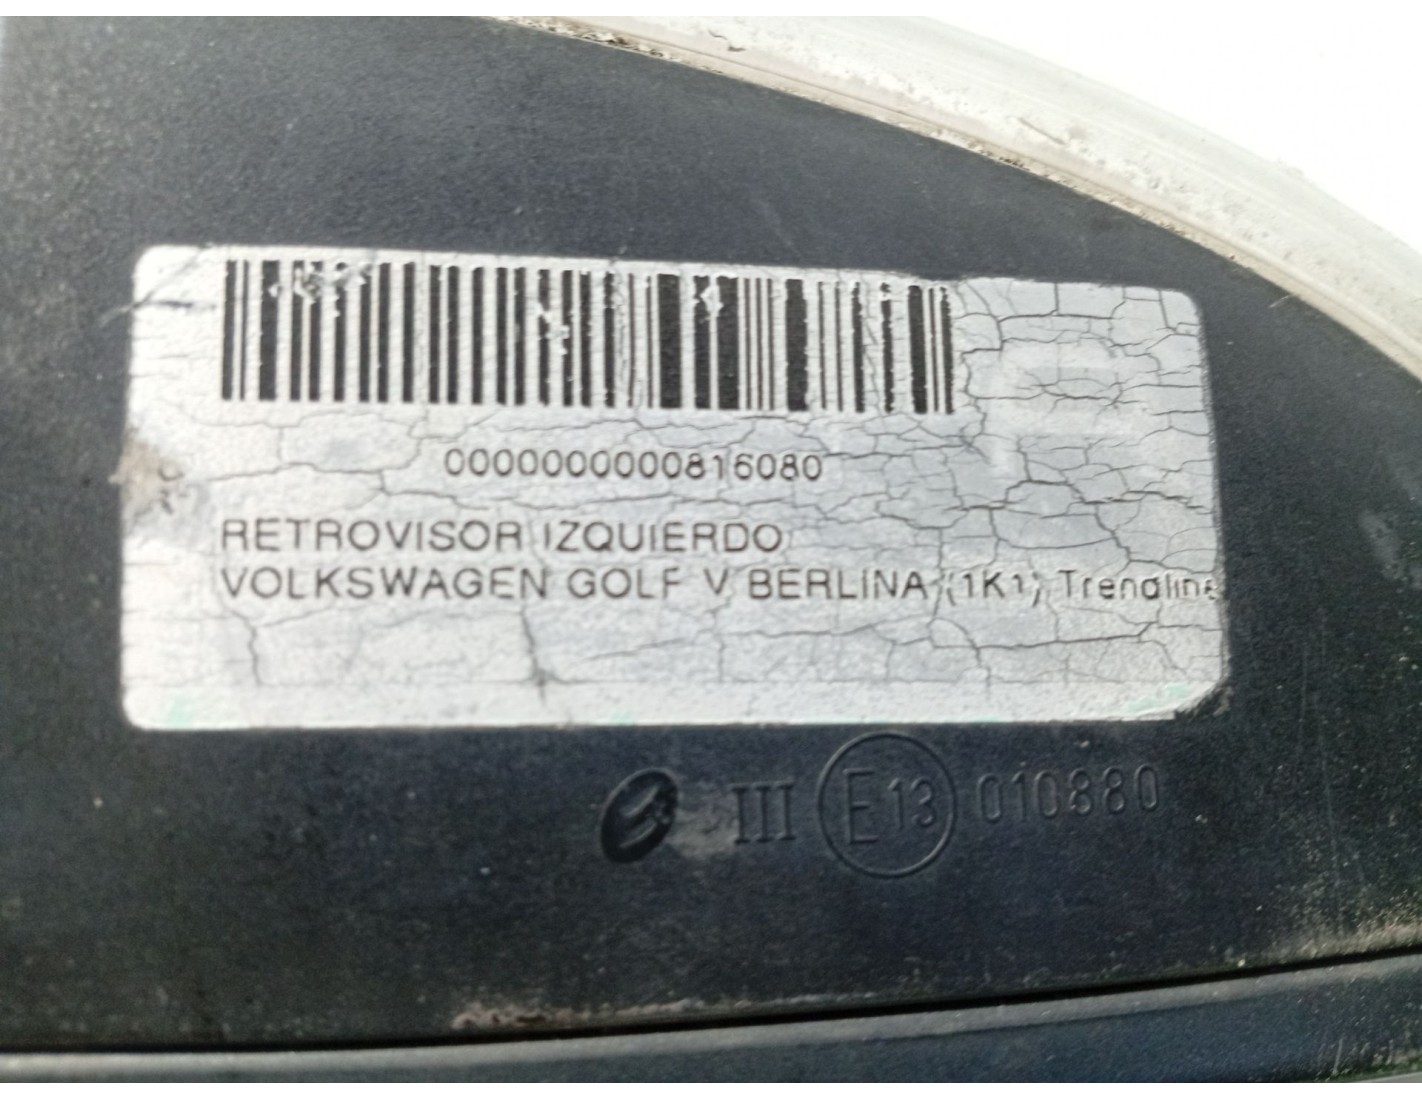 0000000000816080
RETROVISOR IZQUIERDO
VOLKSWAGEN GOLF V BERLINA (1K1) Trendline
III E13 010880